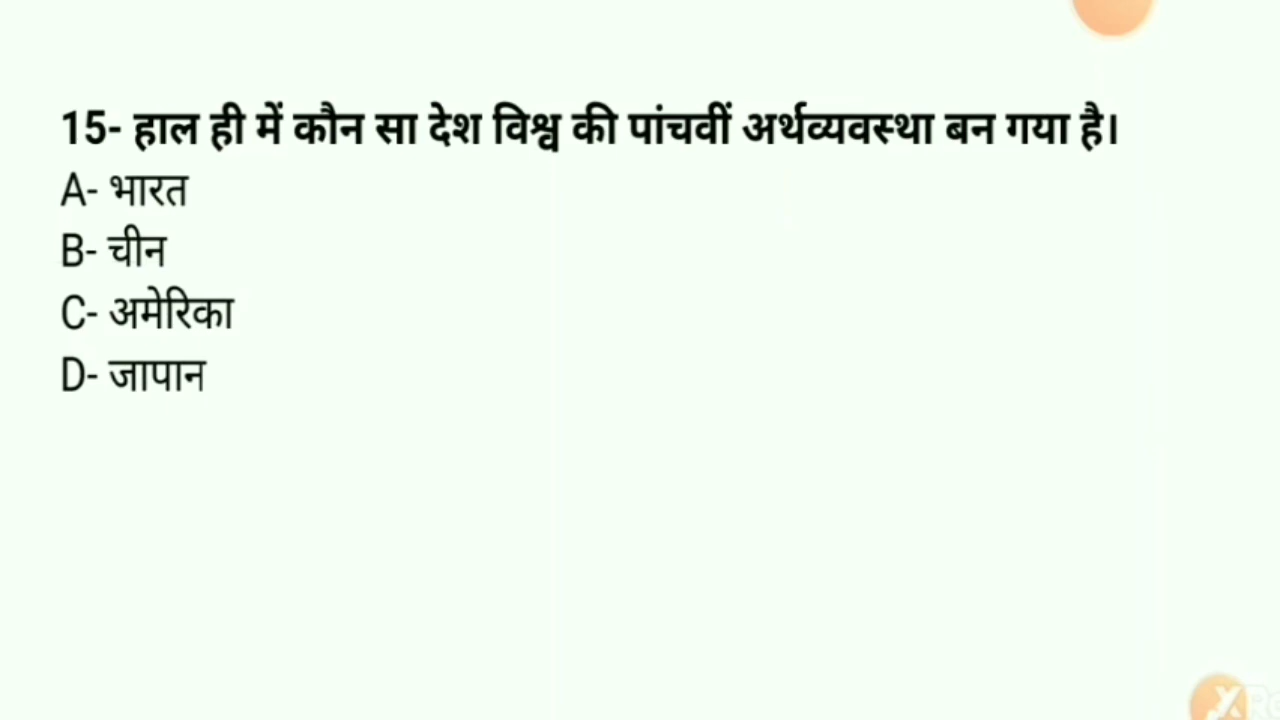 15- हाल ही में कौन सा देश विश्व की पांचवीं अर्थव्यवस्था बन गया है।
A- भारत
B- चीन
C- अमेरिका
D- जापान